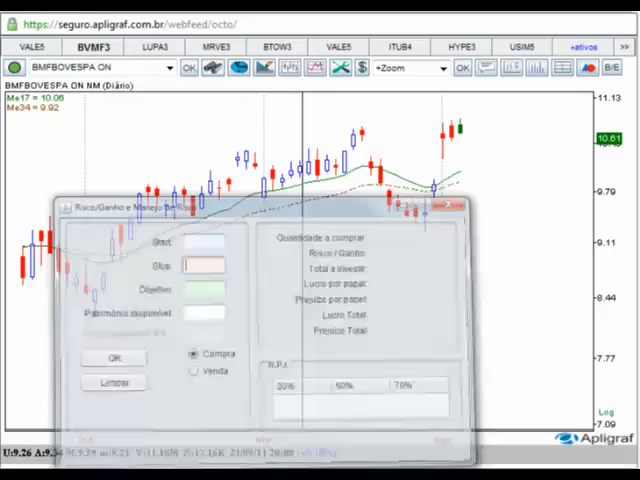 https://seguro.apligraf.com.br/webfeed/octo/
VALE5 BVMF3 LUPA3 MRVE3 BTOW3 VALE5 ITUB4 HYPE3 USIM5 +ativos >>
BMFBOVESPA ON OK $ +Zoom OK B/E
BMFBOVESPA ON NM (Diário)
Me17 = 10.06
Me34 = 9.92
11.13
10.61
9.79
9.11
8.44
7.77
7.09
Log
Risco/Ganho e Manejo de Risco
Start
Stop
Objetivo
Patrimônio disponível
OK
Limpar
Compra
Venda
Quantidade a comprar
Risco / Ganho:
Total a investir:
Lucro por papel:
Prejuizo por papel:
Lucro Total:
Prejuizo Total:
R.P.I
30% 50% 70%
Apligraf
U:9.26